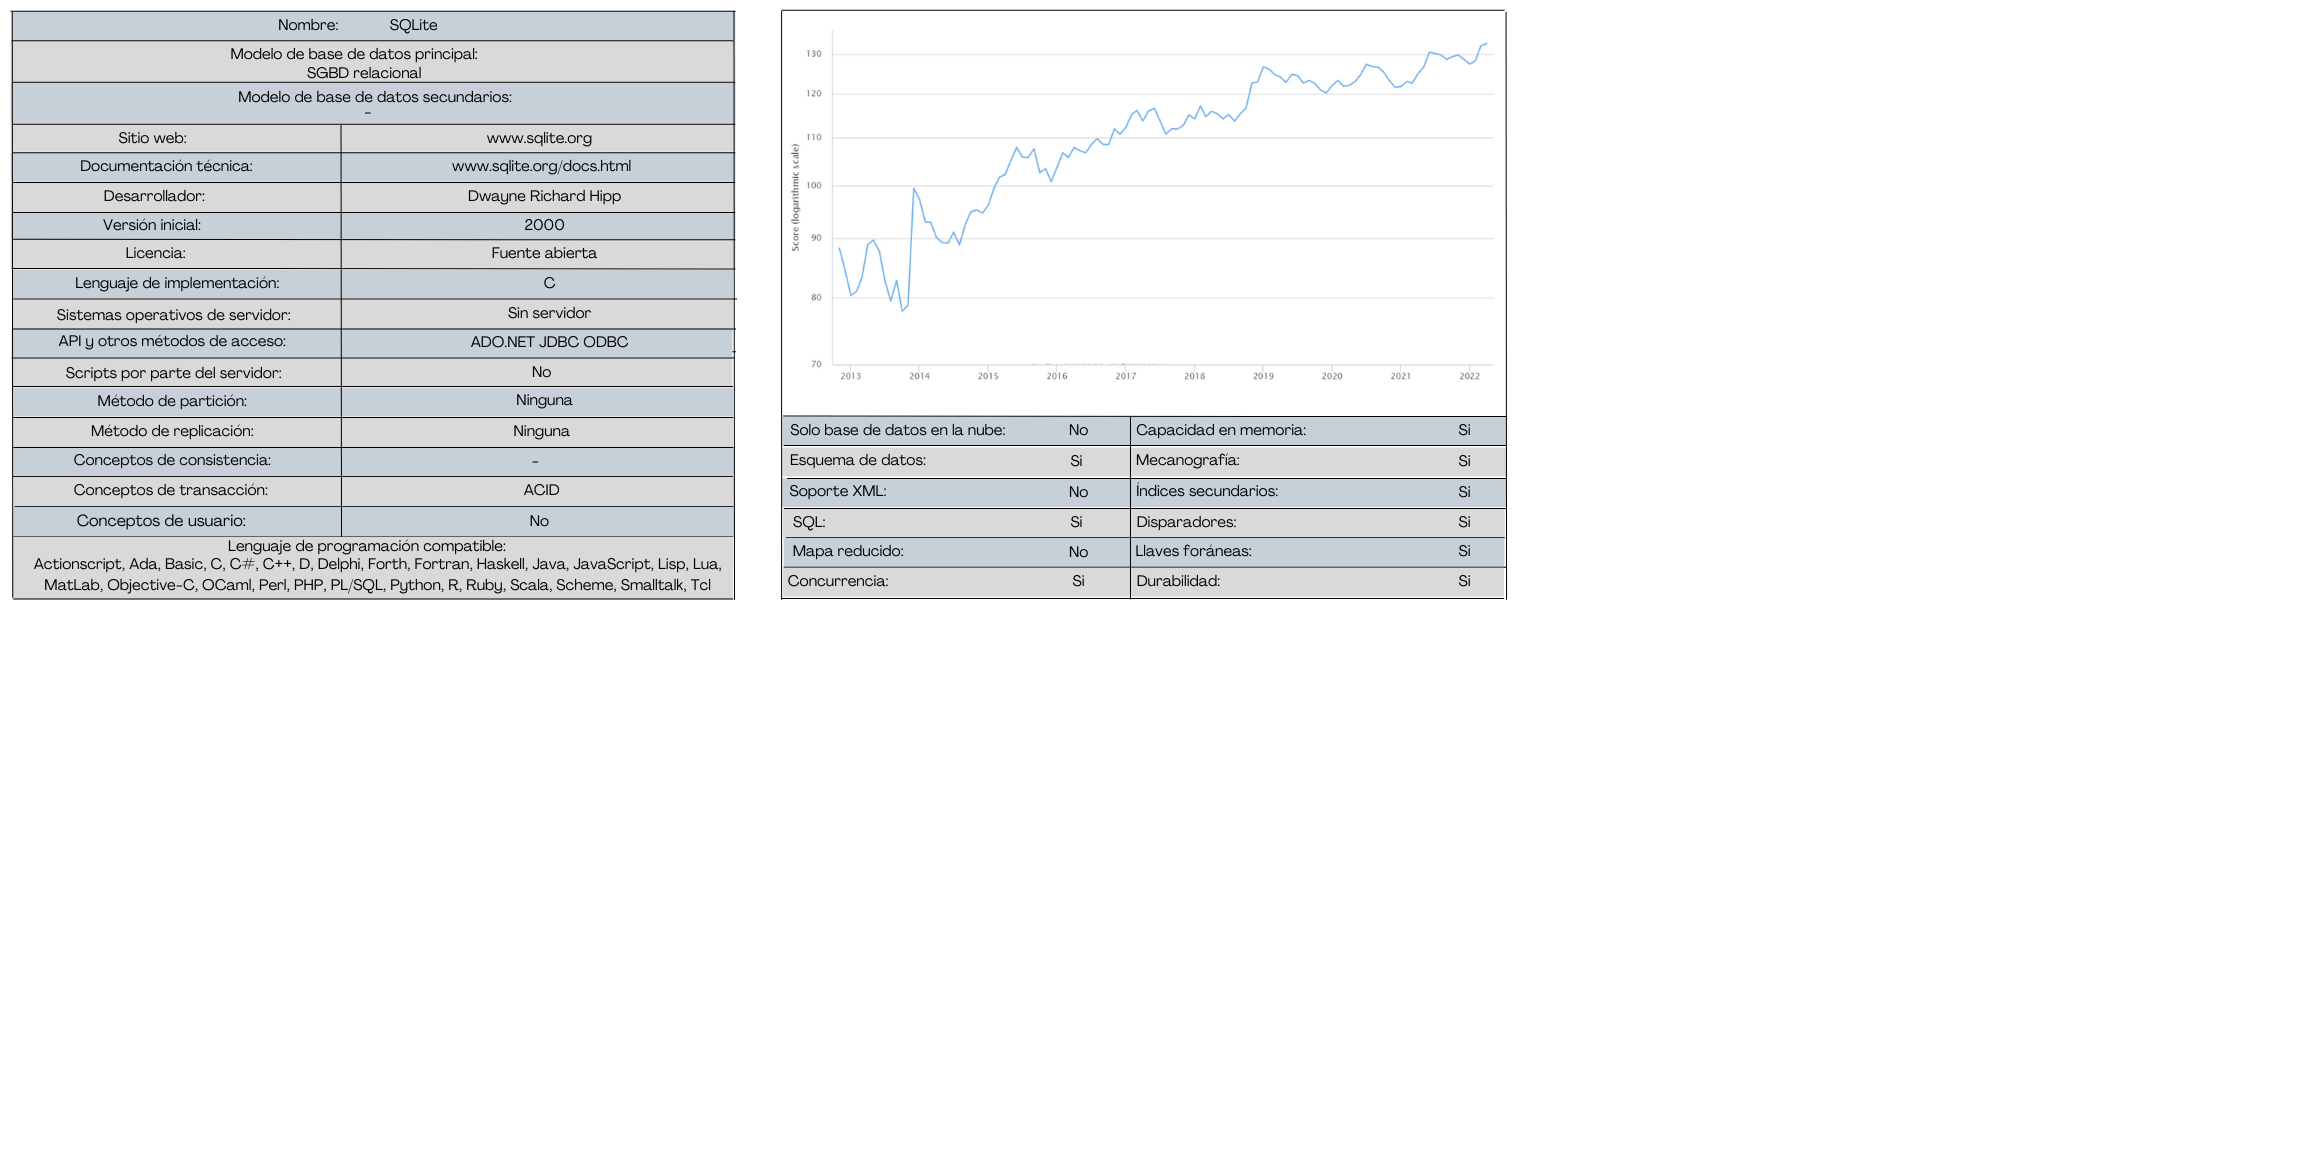 Nombre: SQLite
Modelo de base de datos principal:
SGBD relacional
Modelo de base de datos secundarios:
-
Sitio web: www.sqlite.org
Documentación técnica: www.sqlite.org/docs.html
Desarrollador: Dwayne Richard Hipp
Versión inicial: 2000
Licencia: Fuente abierta
Lenguaje de implementación: C
Sistemas operativos de servidor: Sin servidor
API y otros métodos de acceso: ADO.NET JDBC ODBC
Scripts por parte del servidor: No
Método de partición: Ninguna
Método de replicación: Ninguna
Conceptos de consistencia: -
Conceptos de transacción: ACID
Conceptos de usuario: No
Lenguaje de programación compatible:
Actionscript, Ada, Basic, C, C#, C++, D, Delphi, Forth, Fortran, Haskell, Java, JavaScript, Lisp, Lua,
MatLab, Objective-C, OCaml, Perl, PHP, PL/SQL, Python, R, Ruby, Scala, Scheme, Smalltalk, Tcl
Score (logarithmic scale)
130
120
110
100
90
80
70
2013 2014 2015 2016 2017 2018 2019 2020 2021 2022
Solo base de datos en la nube: No Capacidad en memoria: Si
Esquema de datos: Si Mecanografía: Si
Soporte XML: No Índices secundarios: Si
SQL: Si Disparadores: Si
Mapa reducido: No Llaves foráneas: Si
Concurrencia: Si Durabilidad: Si